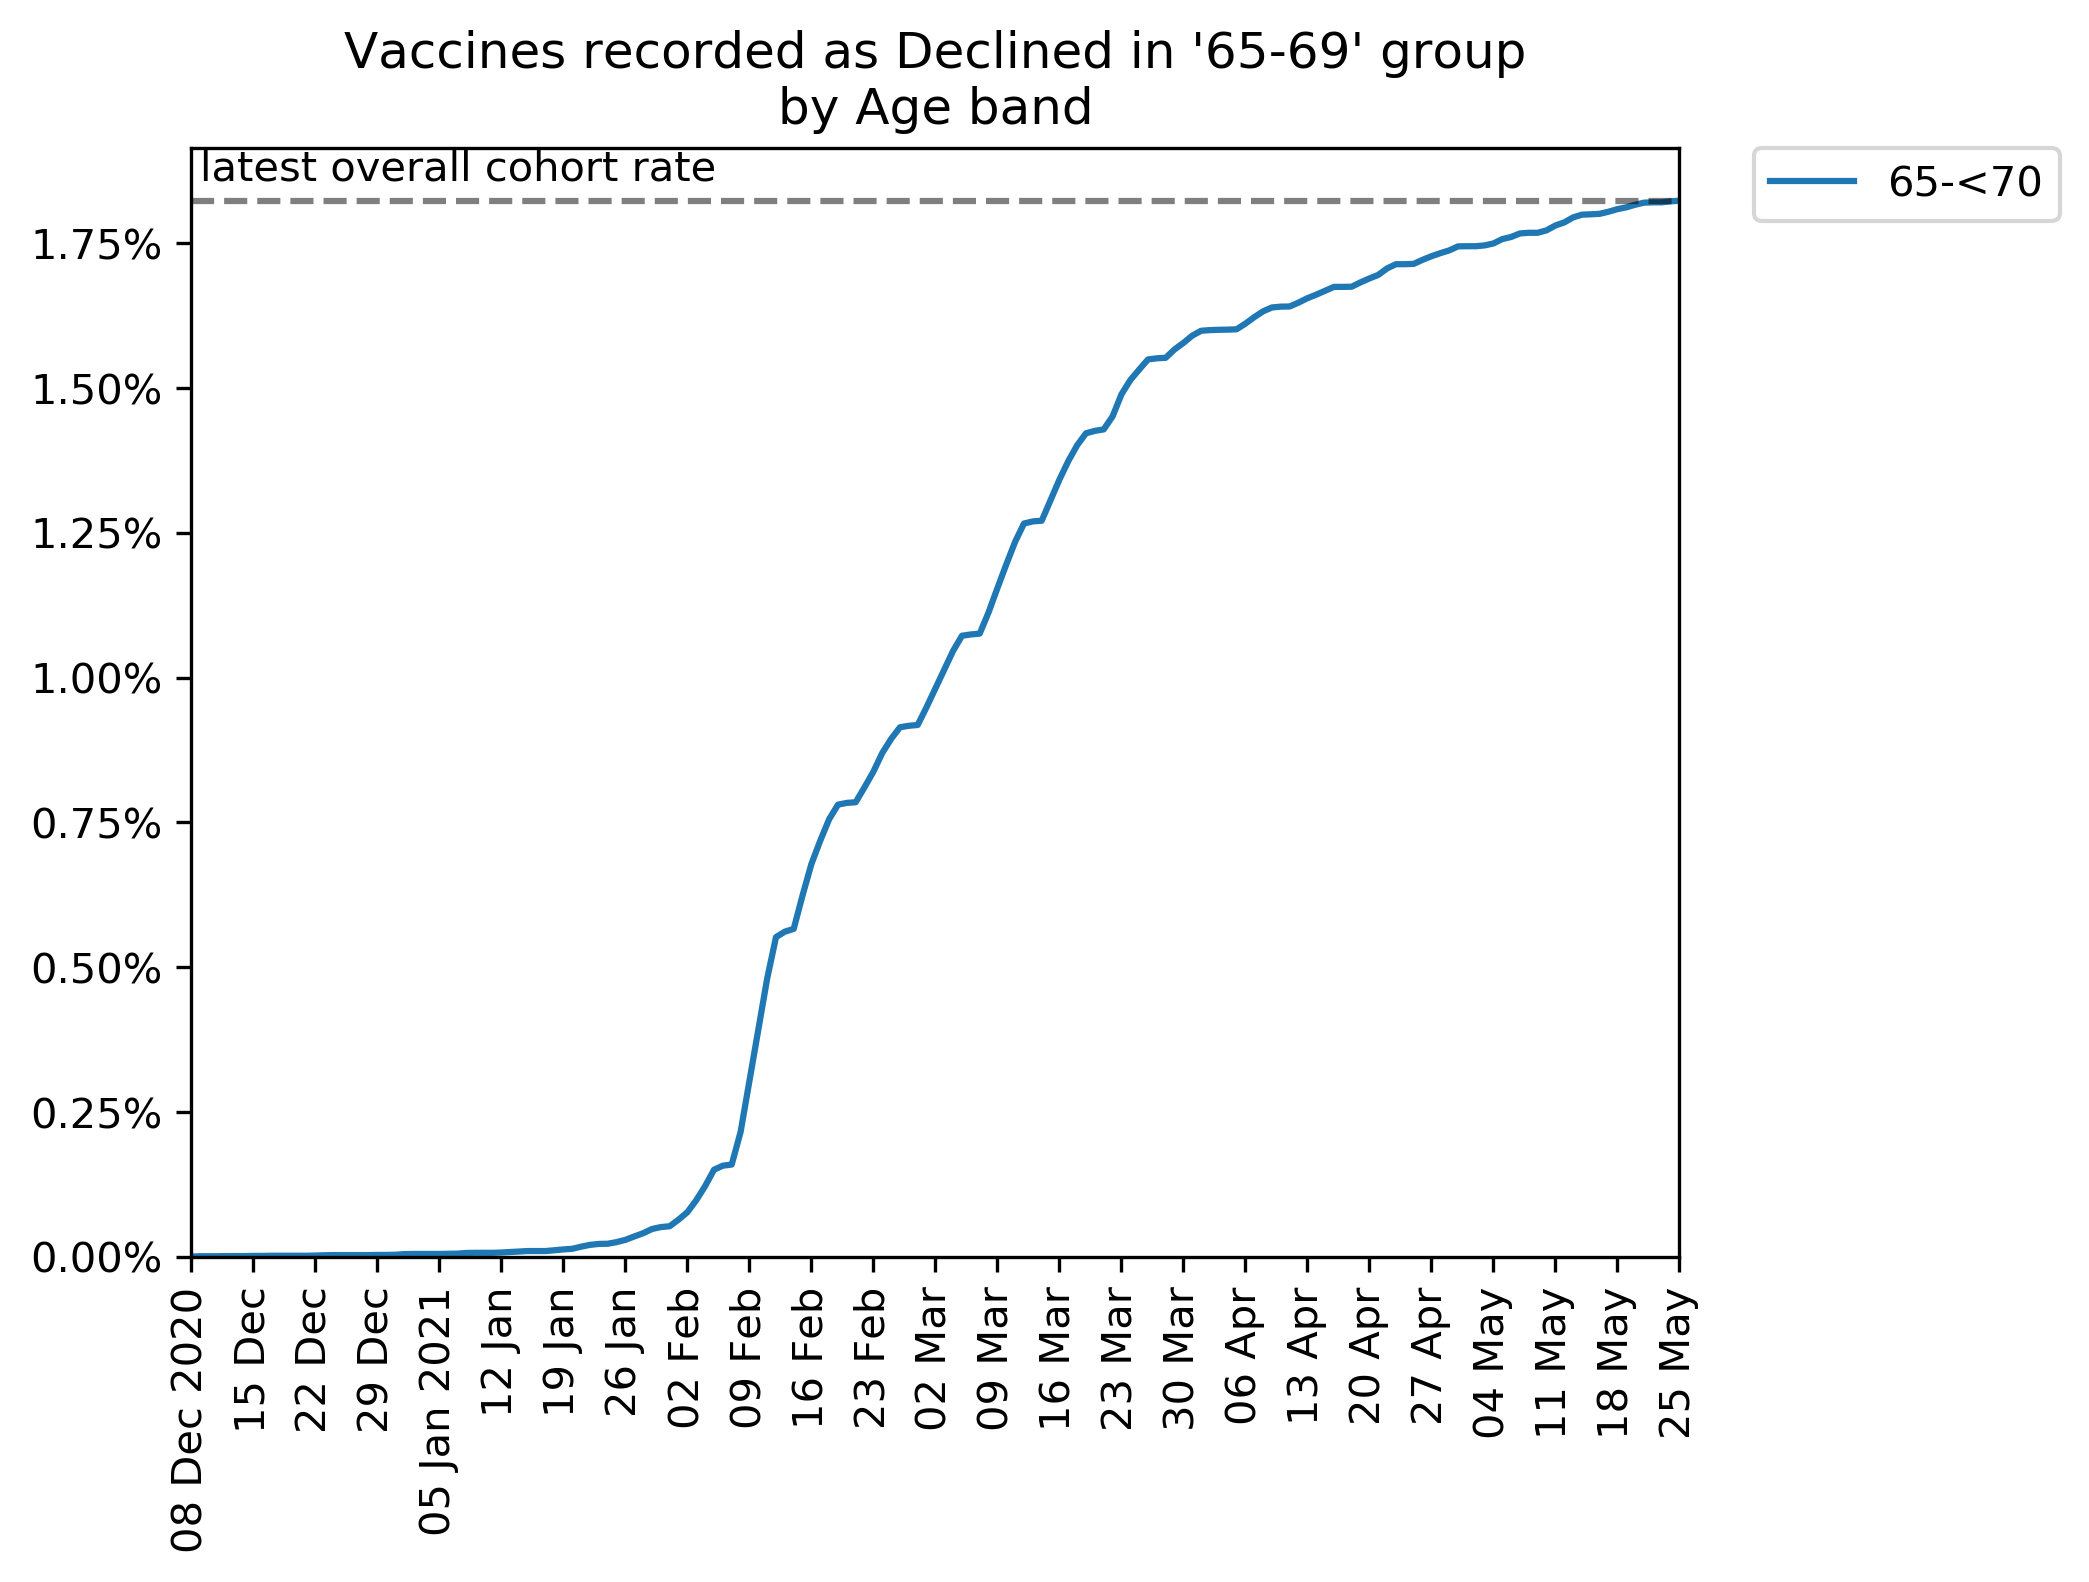 Vaccines recorded as Declined in '65-69' group
by Age band
latest overall cohort rate
65-<70
1.75%
1.50%
1.25%
1.00%
0.75%
0.50%
0.25%
0.00%
08 Dec 2020
15 Dec
22 Dec
29 Dec
05 Jan 2021
12 Jan
19 Jan
26 Jan
02 Feb
09 Feb
16 Feb
23 Feb
02 Mar
09 Mar
16 Mar
23 Mar
30 Mar
06 Apr
13 Apr
20 Apr
27 Apr
04 May
11 May
18 May
25 May